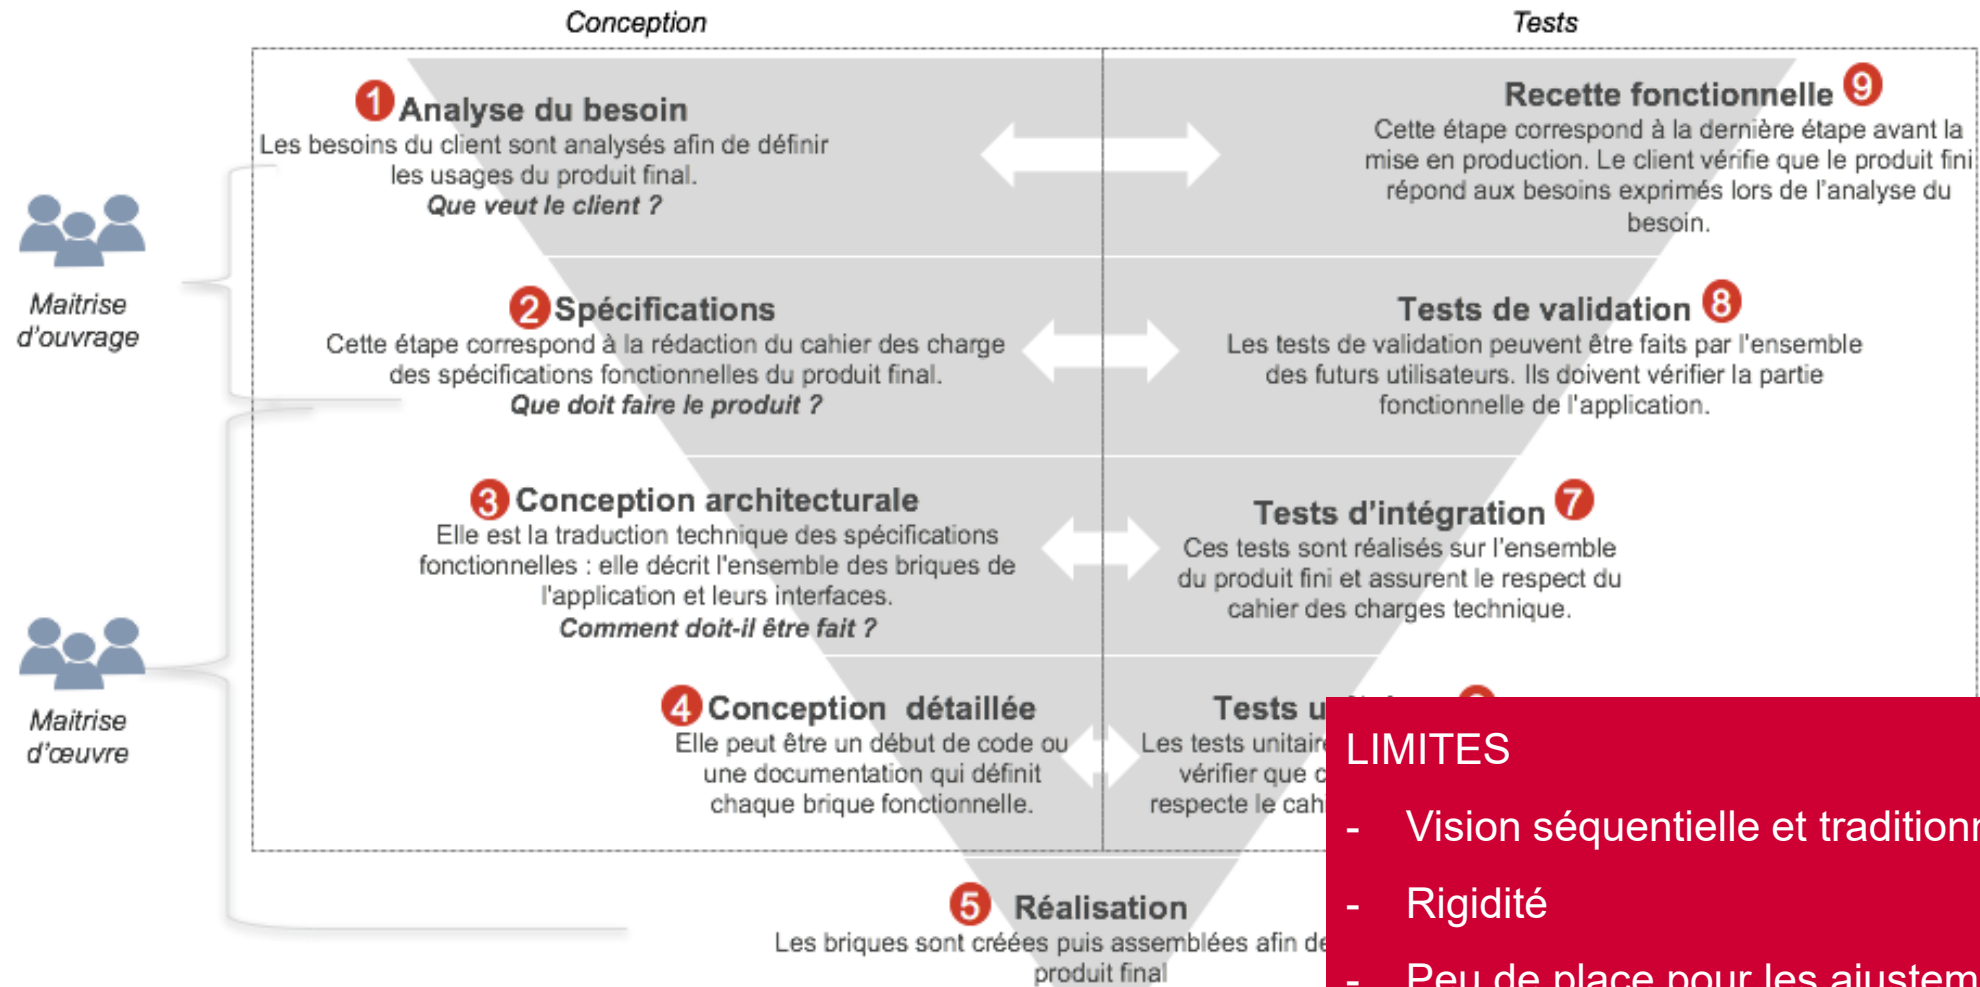 Conception
Tests
1 Analyse du besoin
Les besoins du client sont analysés afin de définir
les usages du produit final.
Que veut le client ?
Recette fonctionnelle 9
Cette étape correspond à la dernière étape avant la
mise en production. Le client vérifie que le produit fini
répond aux besoins exprimés lors de l'analyse du
besoin.
Maitrise
d'ouvrage
2 Spécifications
Cette étape correspond à la rédaction du cahier des charge
des spécifications fonctionnelles du produit final.
Que doit faire le produit ?
Tests de validation 8
Les tests de validation peuvent être faits par l'ensemble
des futurs utilisateurs. Ils doivent vérifier la partie
fonctionnelle de l'application.
3 Conception architecturale
Elle est la traduction technique des spécifications
fonctionnelles : elle décrit l'ensemble des briques de
l'application et leurs interfaces.
Comment doit-il être fait ?
Tests d'intégration 7
Ces tests sont réalisés sur l'ensemble
du produit fini et assurent le respect du
cahier des charges technique.
Maitrise
d'œuvre
4 Conception détaillée
Elle peut être un début de code ou
une documentation qui définit
chaque brique fonctionnelle.
Tests
Les tests
vérifier que
respecte le
5 Réalisation
Les briques sont créées puis assemblées afin de
produit final
LIMITES
- Vision séquentielle et
- Rigidité
- Peu de place pour les